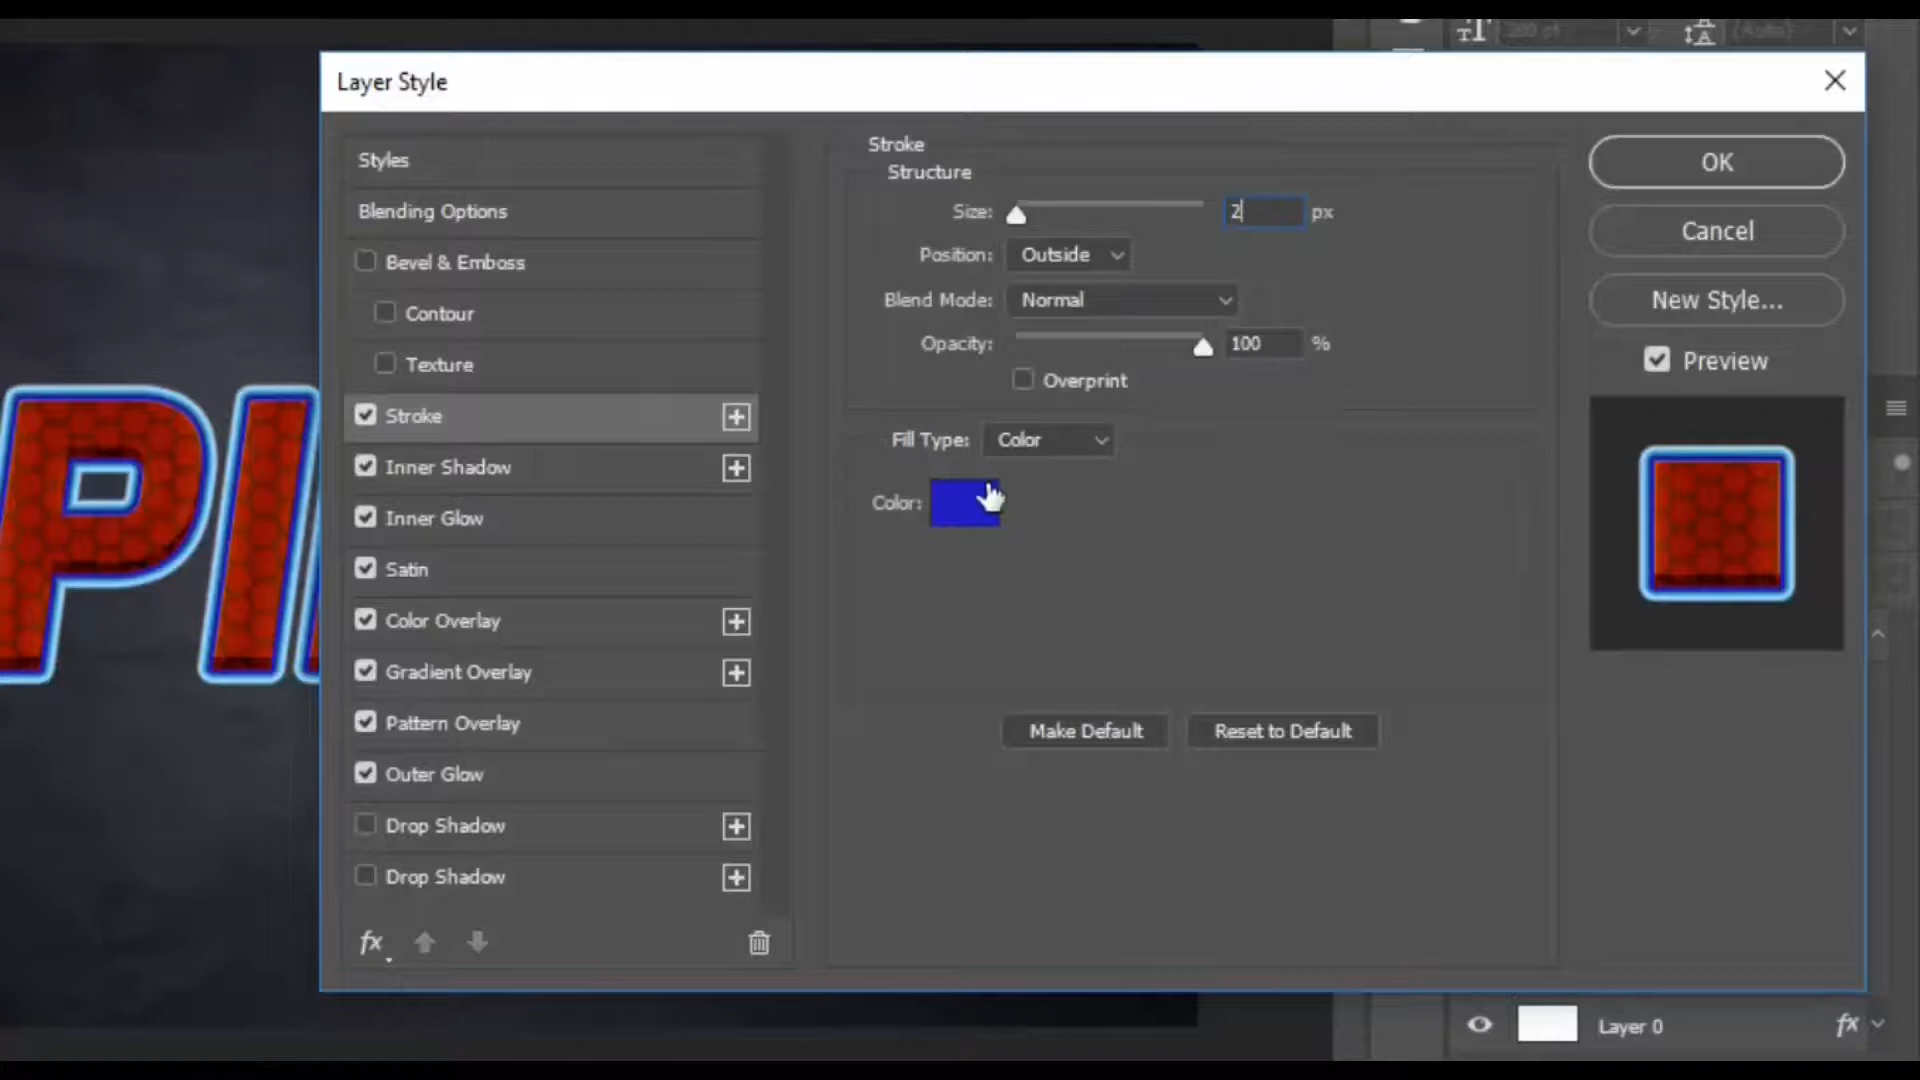 200 pt
(Auto)
Layer Style
Styles
Blending Options
Bevel & Emboss
Contour
Texture
Stroke
Inner Shadow
Inner Glow
Satin
Color Overlay
Gradient Overlay
Pattern Overlay
Outer Glow
Drop Shadow
Drop Shadow
fx
Stroke
Structure
Size: 2 px
Position: Outside
Blend Mode: Normal
Opacity: 100 %
Overprint
Fill Type: Color
Color:
Make Default Reset to Default
OK
Cancel
New Style...
Preview
PI
Layer 0 fx